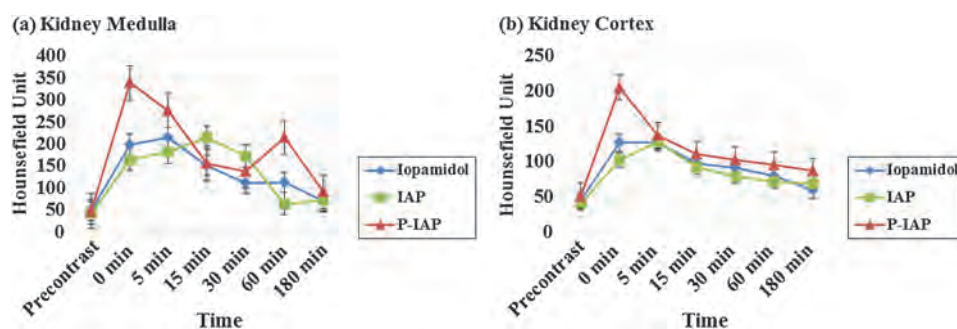 (a) Kidney Medulla
Hounsefield Unit
400
350
300
250
200
150
100
50
0
Precontrast
0 min
5 min
15 min
30 min
60 min
180 min
Time
Iopamidol
IAP
P-IAP
(b) Kidney Cortex
Hounsefield Unit
250
200
150
100
50
0
Precontrast
0 min
5 min
15 min
30 min
60 min
180 min
Time
Iopamidol
IAP
P-IAP